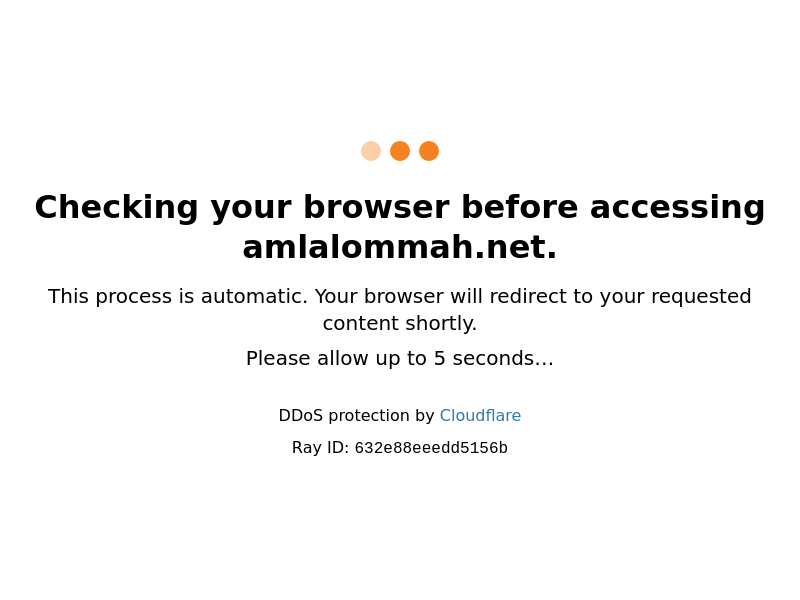 Checking your browser before accessing
amlalommah.net.
This process is automatic. Your browser will redirect to your requested
content shortly.
Please allow up to 5 seconds…
DDoS protection by Cloudflare
Ray ID: 632e88eeedd5156b